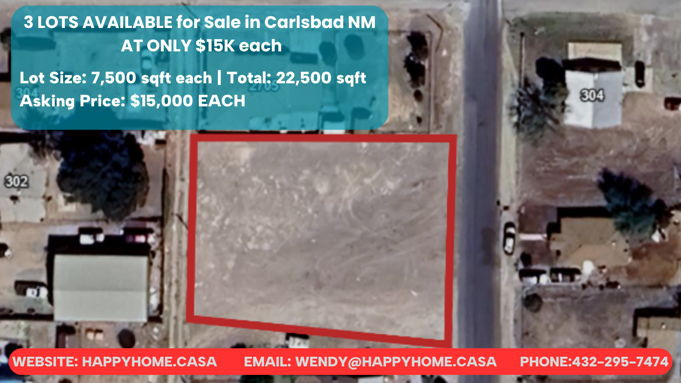 3 LOTS AVAILABLE for Sale in Carlsbad NM
AT ONLY $15K each
Lot Size: 7,500 sqft each | Total: 22,500 sqft
Asking Price: $15,000 EACH
304
2705
304
302
WEBSITE: HAPPYHOME.CASA EMAIL: WENDY@HAPPYHOME.CASA PHONE:432-295-7474